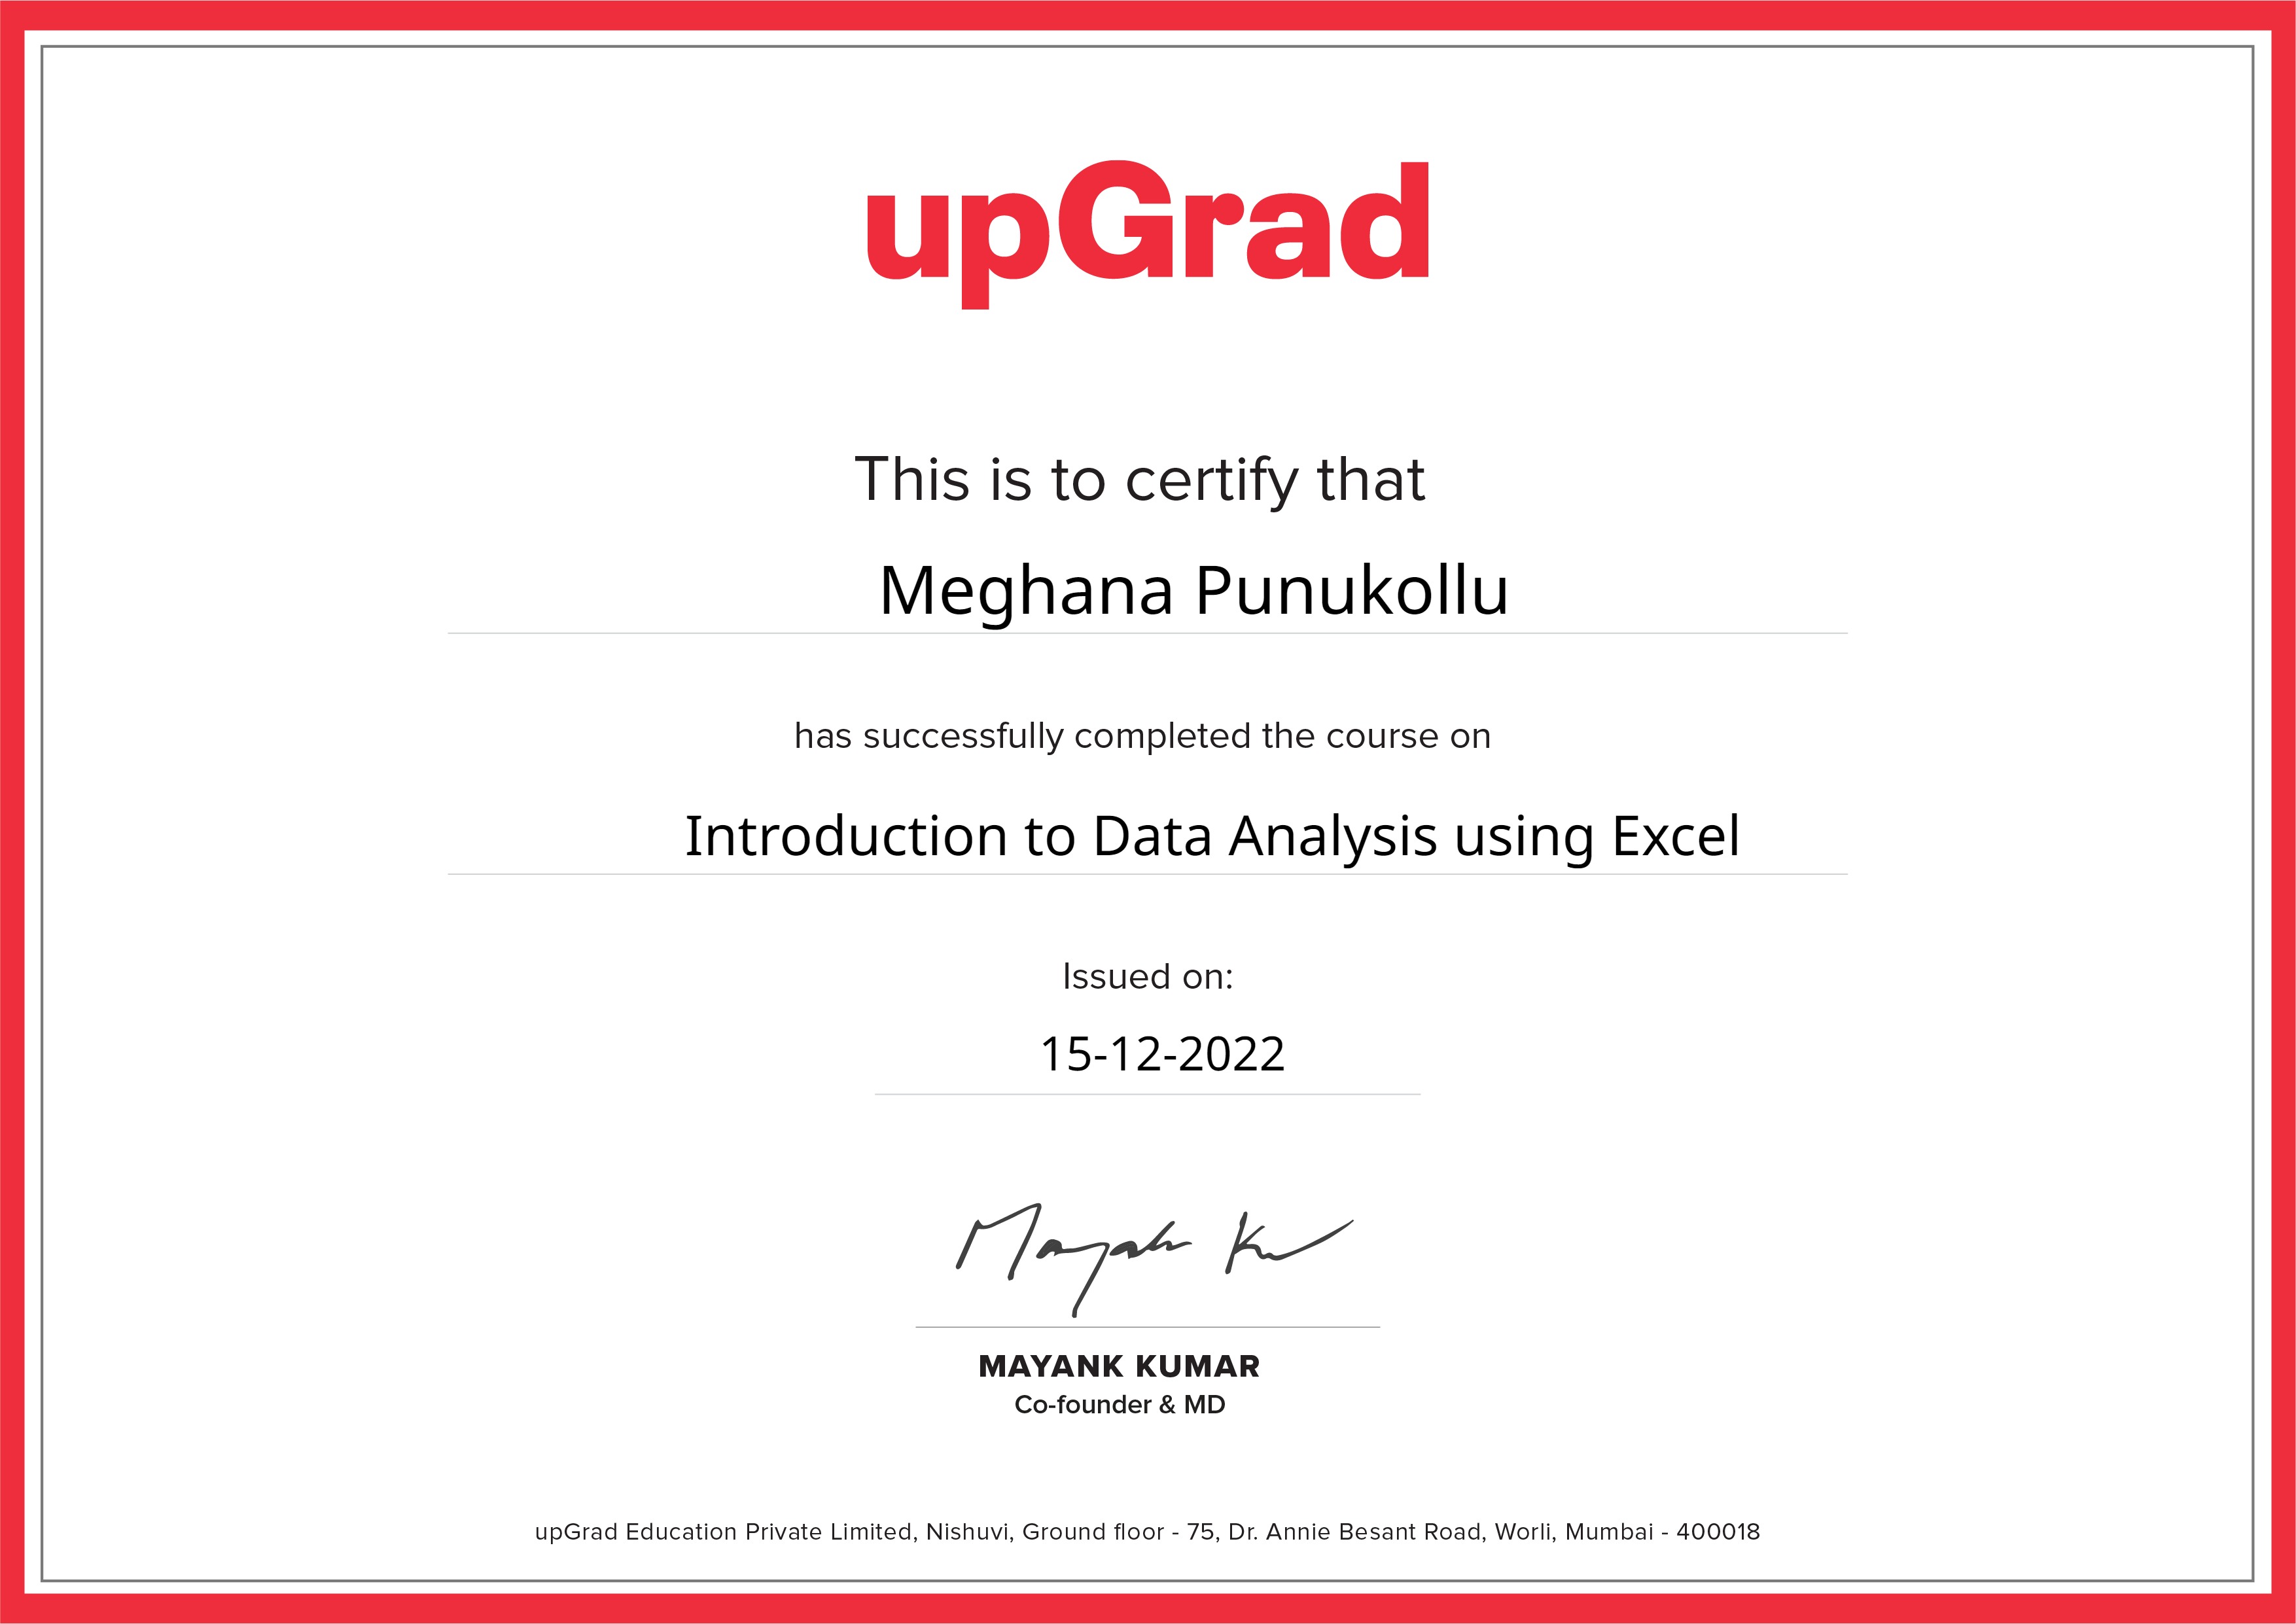 upGrad
This is to certify that
Meghana Punukollu
has successfully completed the course on
Introduction to Data Analysis using Excel
Issued on:
15-12-2022
Mayank Ku
MAYANK KUMAR
Co-founder & MD
upGrad Education Private Limited, Nishuvi, Ground floor - 75, Dr. Annie Besant Road, Worli, Mumbai - 400018